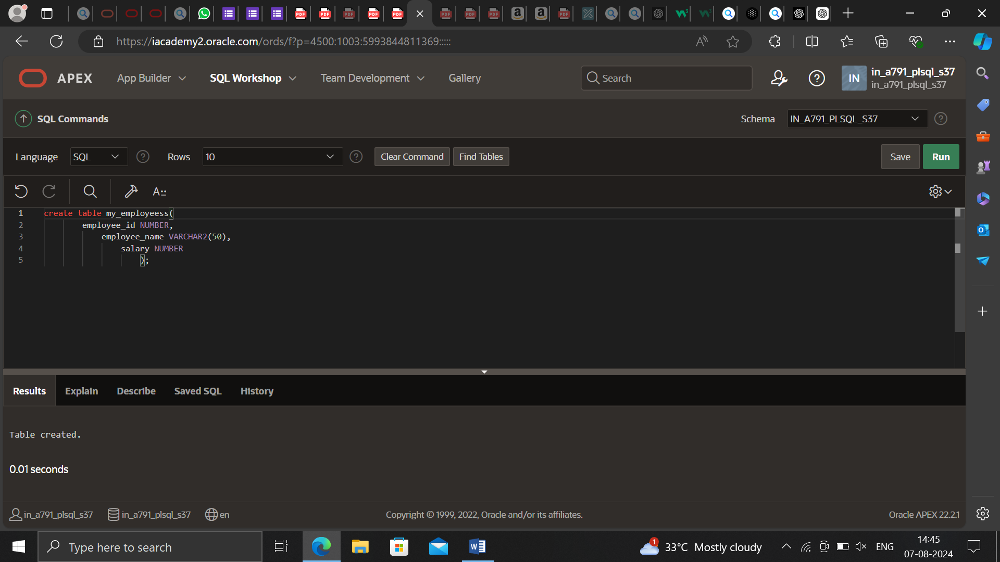 https://iacademy2.oracle.com/ords/f?p=4500:1003:5993844811369:::::
APEX
App Builder
SQL Workshop
Team Development
Gallery
Search
IN
in_a791_plsql_s37
in_a791_plsql_s37
SQL Commands
Schema
IN_A791_PLSQL_S37
Language
SQL
Rows
10
Clear Command
Find Tables
Save
Run
1 create table my_employeess(
2 employee_id NUMBER,
3 employee_name VARCHAR2(50),
4 salary NUMBER
5 );
Results
Explain
Describe
Saved SQL
History
Table created.
0.01 seconds
in_a791_plsql_s37
in_a791_plsql_s37
en
Copyright © 1999, 2022, Oracle and/or its affiliates.
Oracle APEX 22.2.1
Type here to search
1
33°C Mostly cloudy
ENG
14:45
07-08-2024